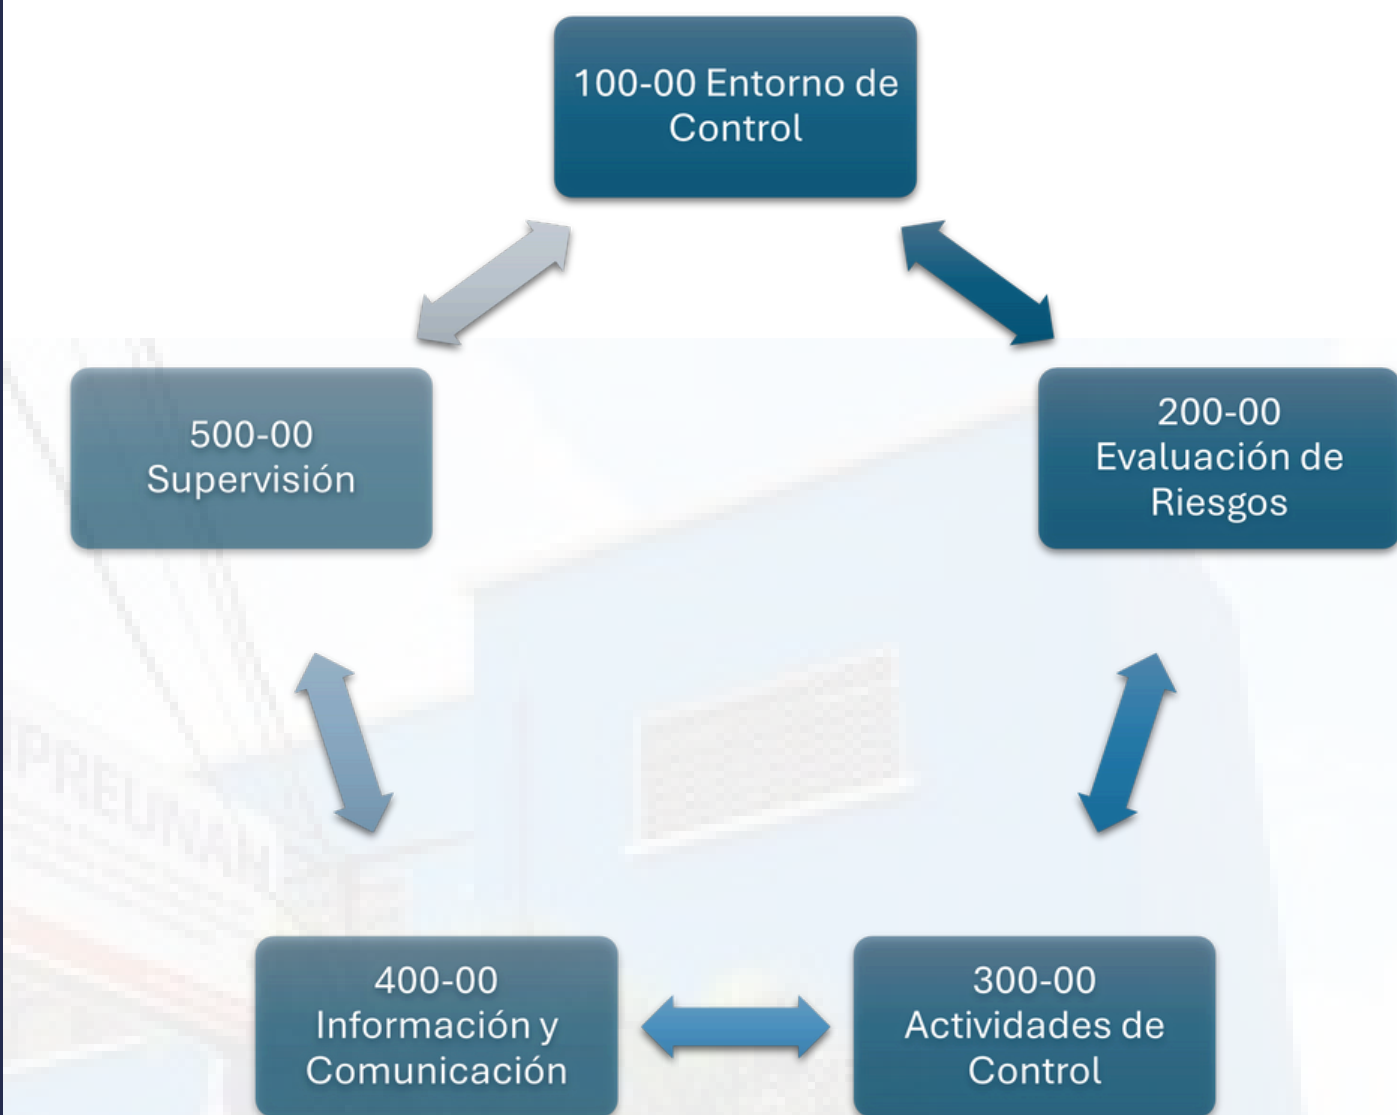 100-00 Entorno de
Control
200-00
Evaluación de
Riesgos
300-00
Actividades de
Control
400-00
Información y
Comunicación
500-00
Supervisión